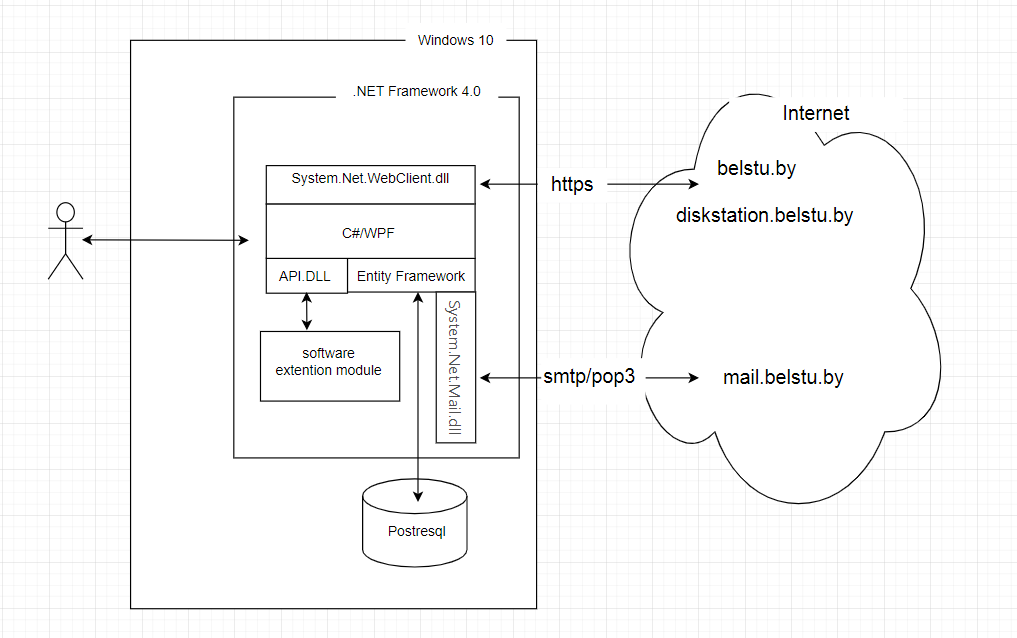 Windows 10
.NET Framework 4.0
Internet
System.Net.WebClient.dll
https
belstu.by
diskstation.belstu.by
C#/WPF
API.DLL
Entity Framework
System.Net.Mail.dll
software
extention module
smtp/pop3
mail.belstu.by
Postresql